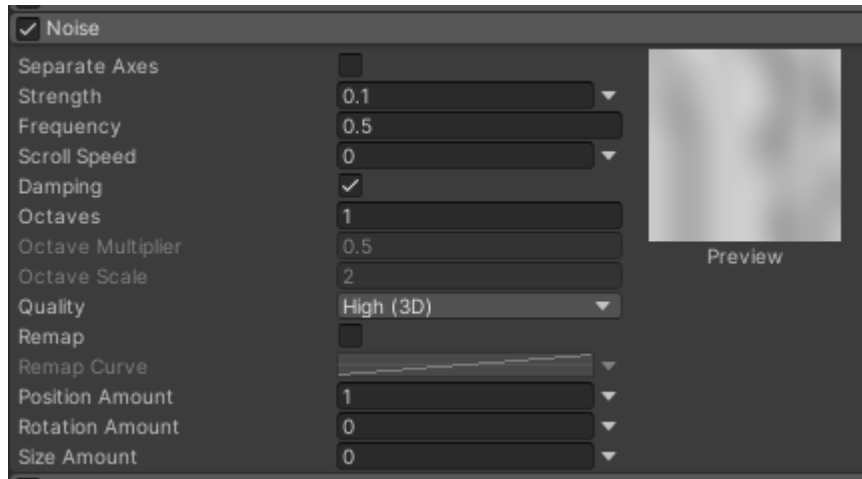 Noise
Separate Axes
Strength 0.1
Frequency 0.5
Scroll Speed 0
Damping
Octaves 1
Octave Multiplier 0.5
Octave Scale 2
Quality High (3D)
Remap
Remap Curve
Position Amount 1
Rotation Amount 0
Size Amount 0
Preview